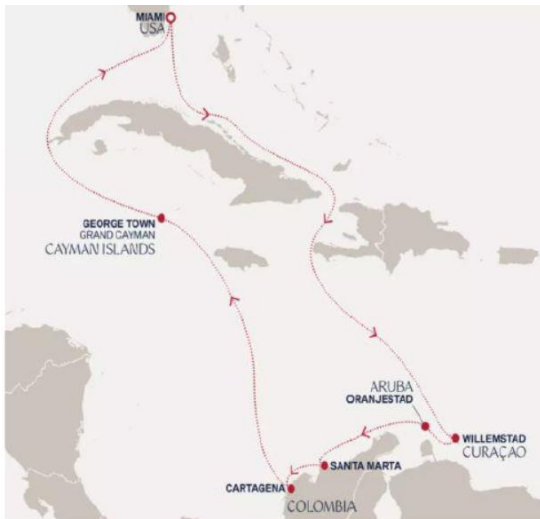 MIAMI
USA
GEORGE TOWN
GRAND CAYMAN
CAYMAN ISLANDS
ARUBA
ORANJESTAD
WILLEMSTAD
CURAÇAO
SANTA MARTA
CARTAGENA
COLOMBIA